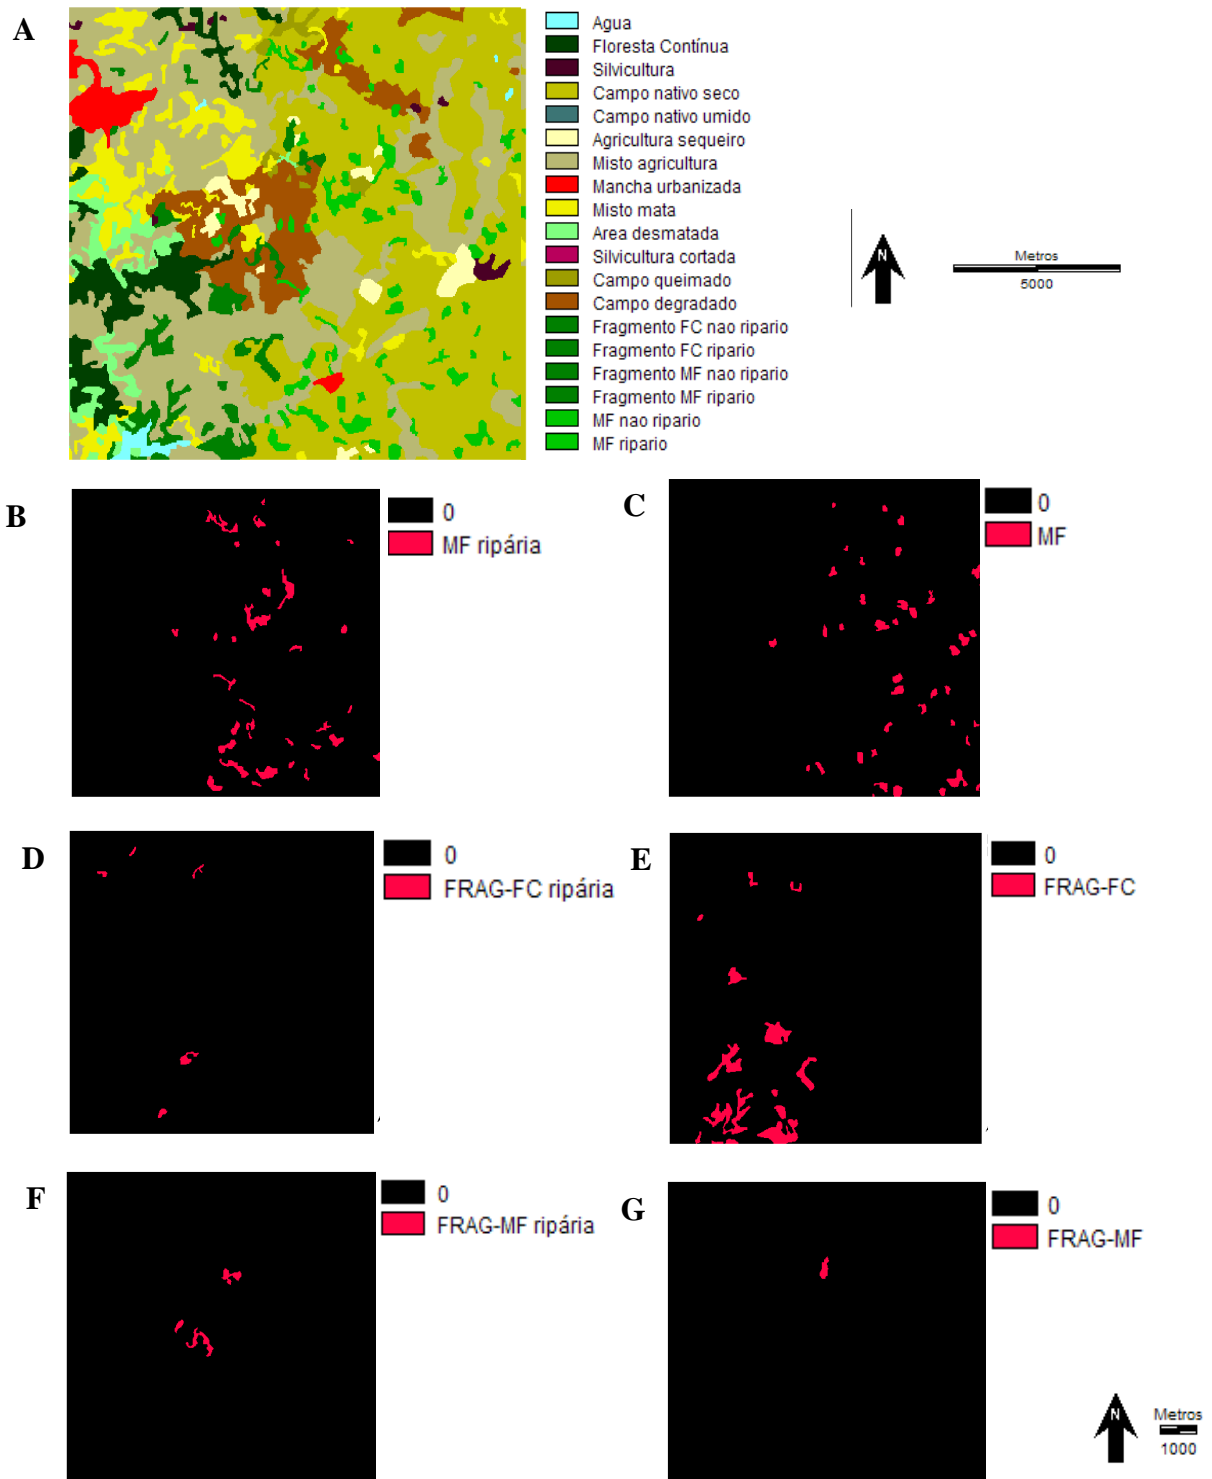 A
Agua
Floresta Contínua
Silvicultura
Campo nativo seco
Campo nativo umido
Agricultura sequeiro
Misto agricultura
Mancha urbanizada
Misto mata
Area desmatada
Silvicultura cortada
Campo queimado
Campo degradado
Fragmento FC nao ripario
Fragmento FC ripario
Fragmento MF nao ripario
Fragmento MF ripario
MF nao ripario
MF ripario
N
Metros
5000
B
0
MF ripária
C
0
MF
D
0
FRAG-FC ripária
E
0
FRAG-FC
F
0
FRAG-MF ripária
G
0
FRAG-MF
N
Metros
1000